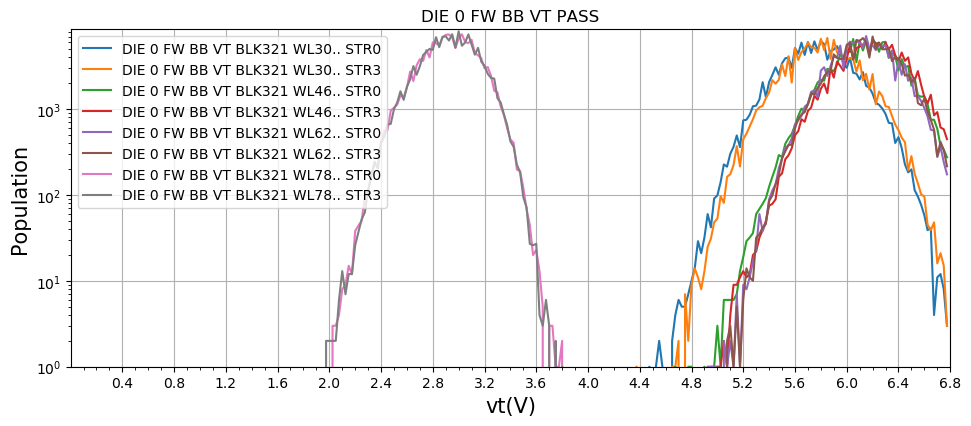 DIE 0 FW BB VT PASS
DIE 0 FW BB VT BLK321 WL30.. STR0
DIE 0 FW BB VT BLK321 WL30.. STR3
DIE 0 FW BB VT BLK321 WL46.. STR0
DIE 0 FW BB VT BLK321 WL46.. STR3
DIE 0 FW BB VT BLK321 WL62.. STR0
DIE 0 FW BB VT BLK321 WL62.. STR3
DIE 0 FW BB VT BLK321 WL78.. STR0
DIE 0 FW BB VT BLK321 WL78.. STR3
Population
10³
10²
10¹
10⁰
0.4 0.8 1.2 1.6 2.0 2.4 2.8 3.2 3.6 4.0 4.4 4.8 5.2 5.6 6.0 6.4 6.8
vt(V)